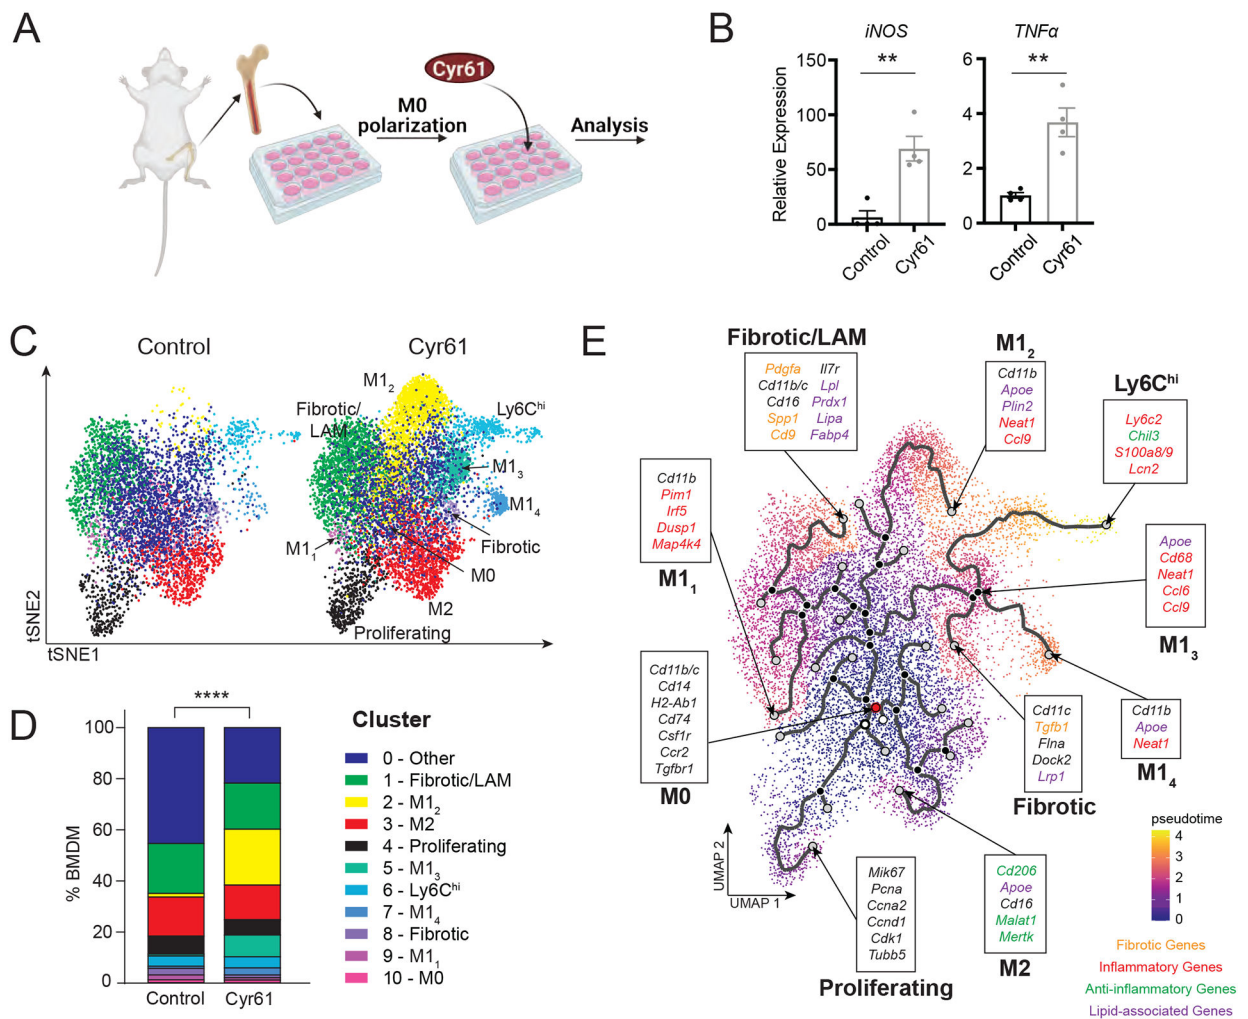 A
Cyr61
M0
polarization
Analysis
B
iNOS
TNFα
Relative Expression
150
100
50
0
**
Control
Cyr61
6
4
2
0
**
Control
Cyr61
C
Control
Cyr61
M1₂
Fibrotic/
LAM
Ly6Cʰⁱ
M1₃
M1₄
Fibrotic
M1₁
M0
M2
Proliferating
tSNE2
tSNE1
D
****
% BMDM
100
80
60
40
20
0
Control
Cyr61
Cluster
0 - Other
1 - Fibrotic/LAM
2 - M1₂
3 - M2
4 - Proliferating
5 - M1₃
6 - Ly6Cʰⁱ
7 - M1₄
8 - Fibrotic
9 - M1₁
10 - M0
E
Fibrotic/LAM
Pdgfa Il7r
Cd11b/c Lpl
Cd16 Prdx1
Spp1 Lipa
Cd9 Fabp4
M1₂
Cd11b
Apoe
Plin2
Neat1
Ccl9
Ly6Cʰⁱ
Ly6c2
Chil3
S100a8/9
Lcn2
Cd11b
Pim1
Irf5
Dusp1
Map4k4
M1₁
Apoe
Cd68
Neat1
Ccl6
Ccl9
M1₃
Cd11b/c
Cd14
H2-Ab1
Cd74
Csf1r
Ccr2
Tgfbr1
M0
Cd11c
Tgfb1
Flna
Dock2
Lrp1
Fibrotic
Cd11b
Apoe
Neat1
M1₄
Mik67
Pcna
Ccna2
Ccnd1
Cdk1
Tubb5
Proliferating
Cd206
Apoe
Cd16
Malat1
Mertk
M2
UMAP 2
UMAP 1
pseudotime
4
3
2
1
0
Fibrotic Genes
Inflammatory Genes
Anti-inflammatory Genes
Lipid-associated Genes